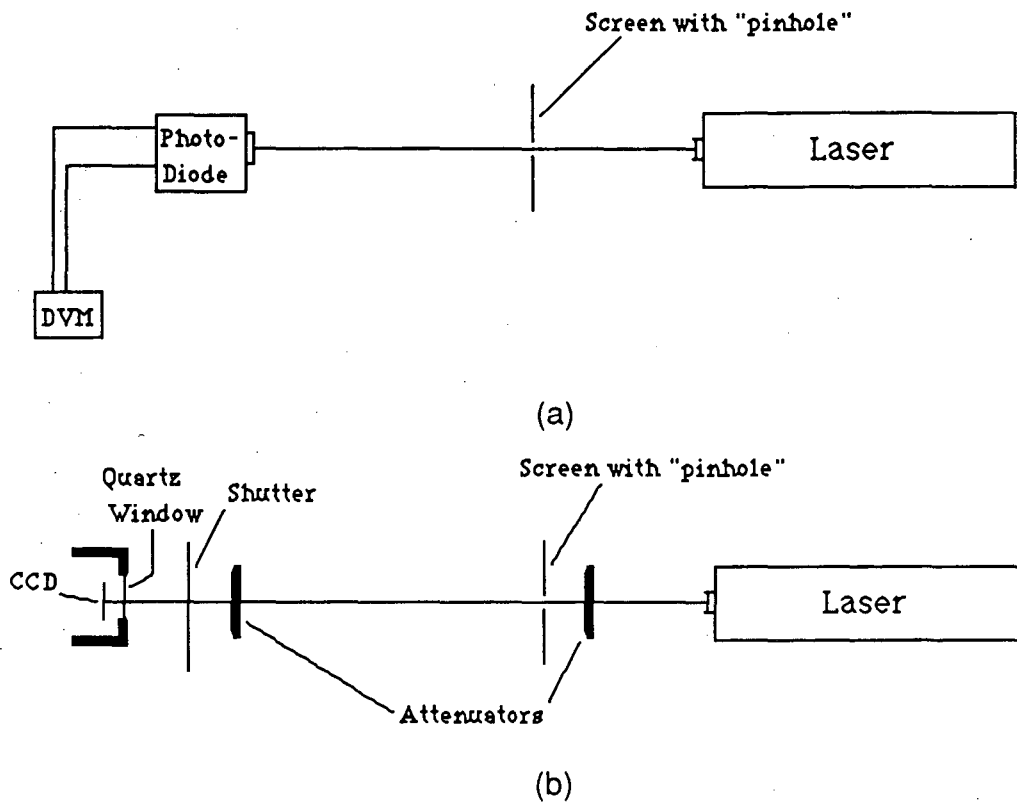 Screen with "pinhole"
Photo-
Diode
Laser
DVM
(a)
Quartz
Window
Shutter
Screen with "pinhole"
CCD
Laser
Attenuators
(b)